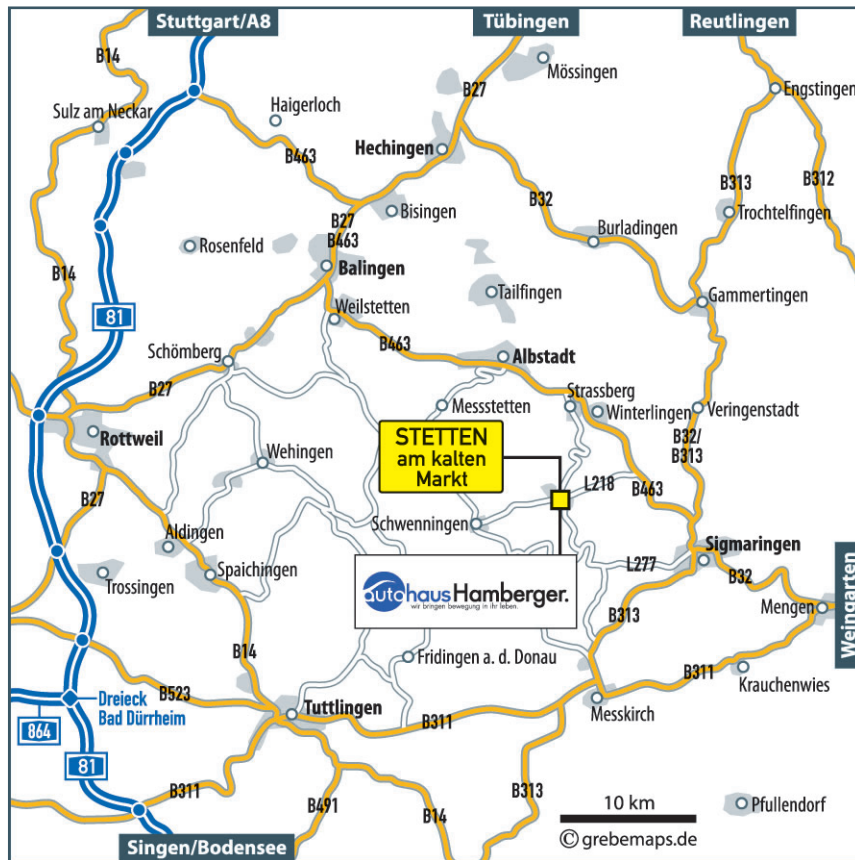 Stuttgart/A8
Tübingen
Reutlingen
B14
Mössingen
B27
Engstingen
Sulz am Neckar
Haigerloch
Hechingen
B463
B313
B312
B32
B27
Bisingen
Trochtelfingen
Burladingen
B463
Rosenfeld
B14
Balingen
Tailfingen
Gammertingen
81
Weilstetten
B463
Schömberg
Albstadt
B27
Strassberg
Messstetten
Winterlingen
Veringenstadt
Rottweil
STETTEN
am kalten
Markt
B32/
B313
Wehingen
B27
L218
B463
Schwenningen
Aldingen
Sigmaringen
L277
Trossingen
Spaichingen
B32
autohaus Hamberger.
wir bringen bewegung in ihr leben.
B313
Mengen
Weingarten
B14
Fridingen a. d. Donau
B311
Krauchenwies
B523
Dreieck
Bad Dürrheim
864
Tuttlingen
Messkirch
B311
81
B311
B491
B14
B313
10 km
Pfullendorf
© grebemaps.de
Singen/Bodensee